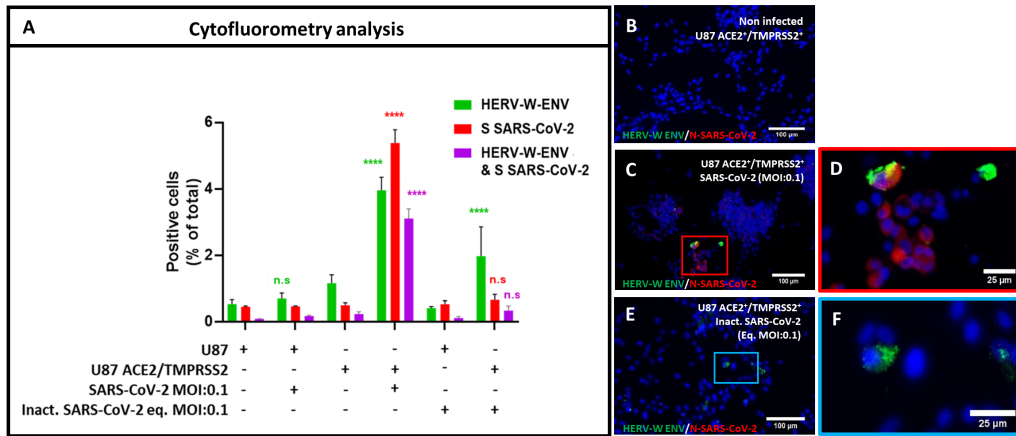 A
Cytofluorometry analysis
HERV-W-ENV
S SARS-CoV-2
HERV-W-ENV
& S SARS-CoV-2
Positive cells
(% of total)
6
4
2
0
n.s
****
****
****
****
n.s
n.s
U87 + + - - + -
U87 ACE2/TMPRSS2 - - + + - +
SARS-CoV-2 MOI:0.1 - + - + - -
Inact. SARS-CoV-2 eq. MOI:0.1 - - - - + +
B
Non infected
U87 ACE2⁺/TMPRSS2⁺
HERV-W ENV/N-SARS-CoV-2
100 μm
C
U87 ACE2⁺/TMPRSS2⁺
SARS-CoV-2 (MOI:0.1)
HERV-W ENV/N-SARS-CoV-2
100 μm
D
25 μm
E
U87 ACE2⁺/TMPRSS2⁺
Inact. SARS-CoV-2
(Eq. MOI:0.1)
HERV-W ENV/N-SARS-CoV-2
100 μm
F
25 μm